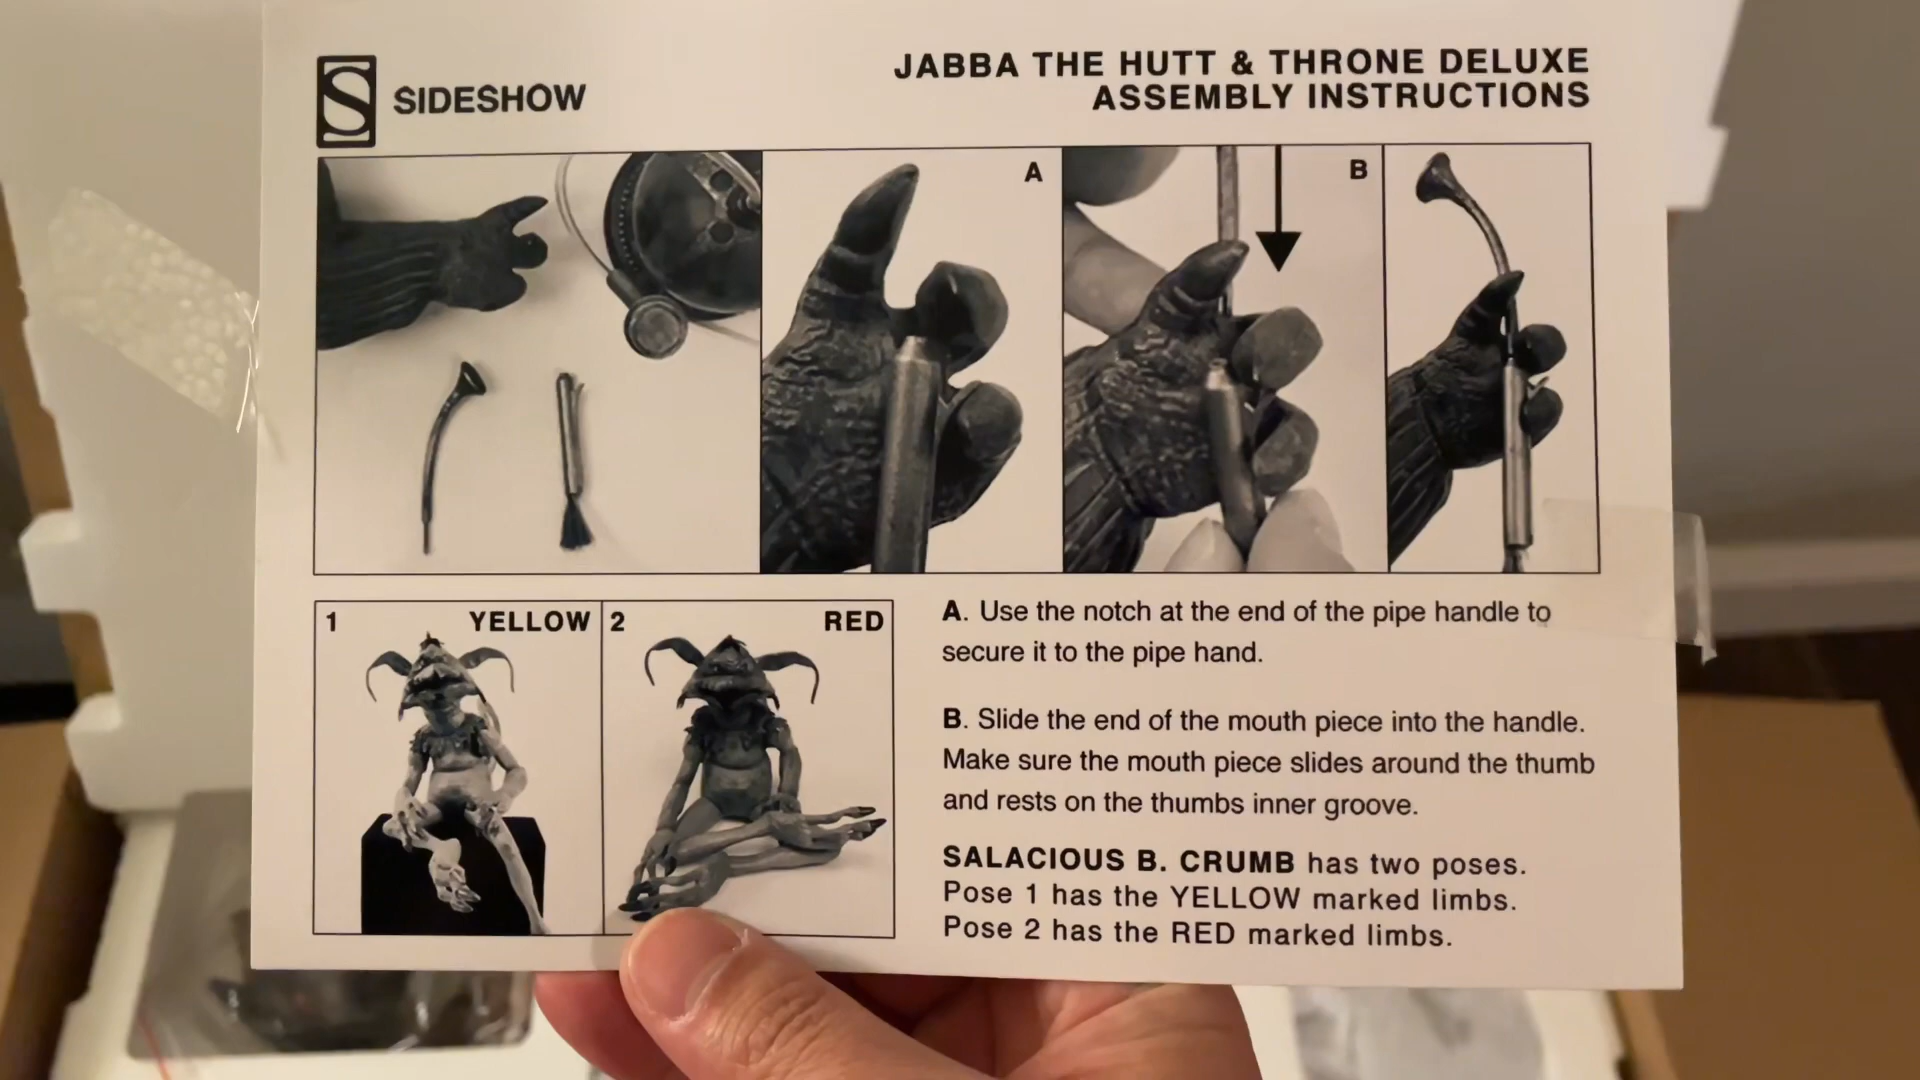 SIDESHOW
JABBA THE HUTT & THRONE DELUXE
ASSEMBLY INSTRUCTIONS
A
B
1 YELLOW
2 RED
A. Use the notch at the end of the pipe handle to
secure it to the pipe hand.
B. Slide the end of the mouth piece into the handle.
Make sure the mouth piece slides around the thumb
and rests on the thumbs inner groove.
SALACIOUS B. CRUMB has two poses.
Pose 1 has the YELLOW marked limbs.
Pose 2 has the RED marked limbs.